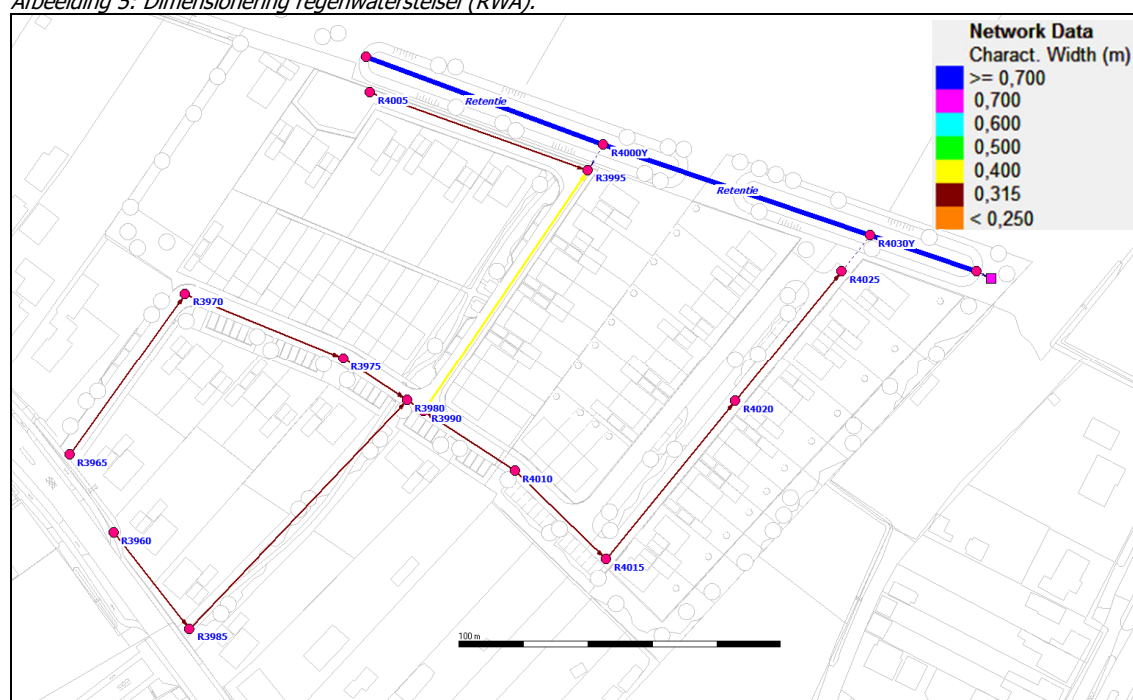 Afbeelding 3: Dimensionering regenwaterstelsel (RWA).
Network Data
Charact. Width (m)
>= 0,700
0,700
0,600
0,500
0,400
0,315
< 0,250
Retentie
R4005
R4000Y
R3995
Retentie
R4030Y
R4025
R3970
R3975
R3980
R3990
R4020
R3965
R4010
R3960
R4015
R3985
100 m